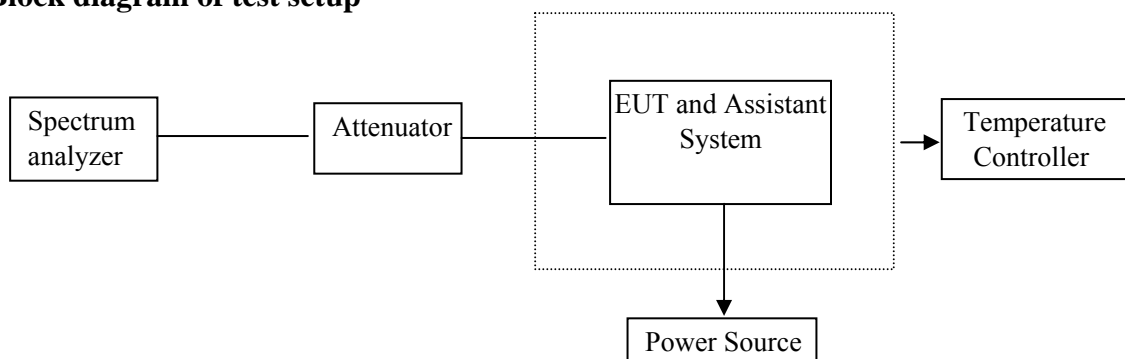 Block diagram of test setup
Spectrum
analyzer
Attenuator
EUT and Assistant
System
Temperature
Controller
Power Source